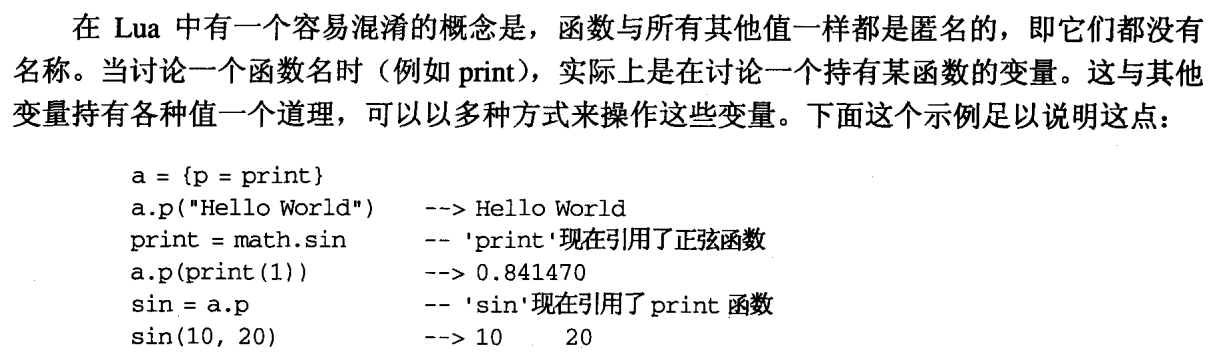 在 Lua 中有一个容易混淆的概念是，函数与所有其他值一样都是匿名的，即它们都没有
名称。当讨论一个函数名时（例如 print），实际上是在讨论一个持有某函数的变量。这与其他
变量持有各种值一个道理，可以以多种方式来操作这些变量。下面这个示例足以说明这点：
a = {p = print}
a.p("Hello World") --> Hello World
print = math.sin -- 'print'现在引用了正弦函数
a.p(print(1)) --> 0.841470
sin = a.p -- 'sin'现在引用了 print 函数
sin(10, 20) --> 10 20